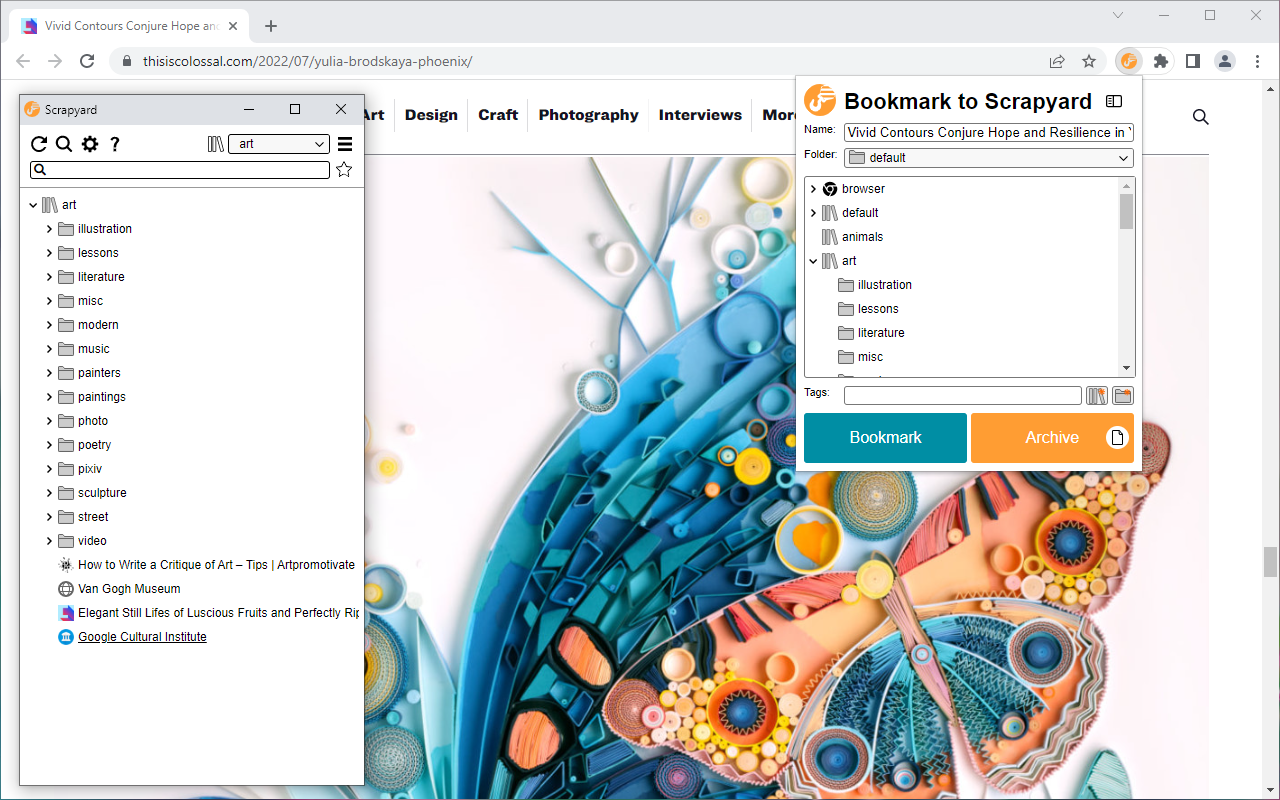 Vivid Contours Conjure Hope and
thisiscolossal.com/2022/07/yulia-brodskaya-phoenix/
Art
Design
Craft
Photography
Interviews
More
Scrapyard
?
art
art
illustration
lessons
literature
misc
modern
music
painters
paintings
photo
poetry
pixiv
sculpture
street
video
How to Write a Critique of Art – Tips | Artpromotivate
Van Gogh Museum
Elegant Still Lifes of Luscious Fruits and Perfectly Rip
Google Cultural Institute
Bookmark to Scrapyard
Name: Vivid Contours Conjure Hope and Resilience in
Folder: default
browser
default
animals
art
illustration
lessons
literature
misc
Tags:
Bookmark
Archive